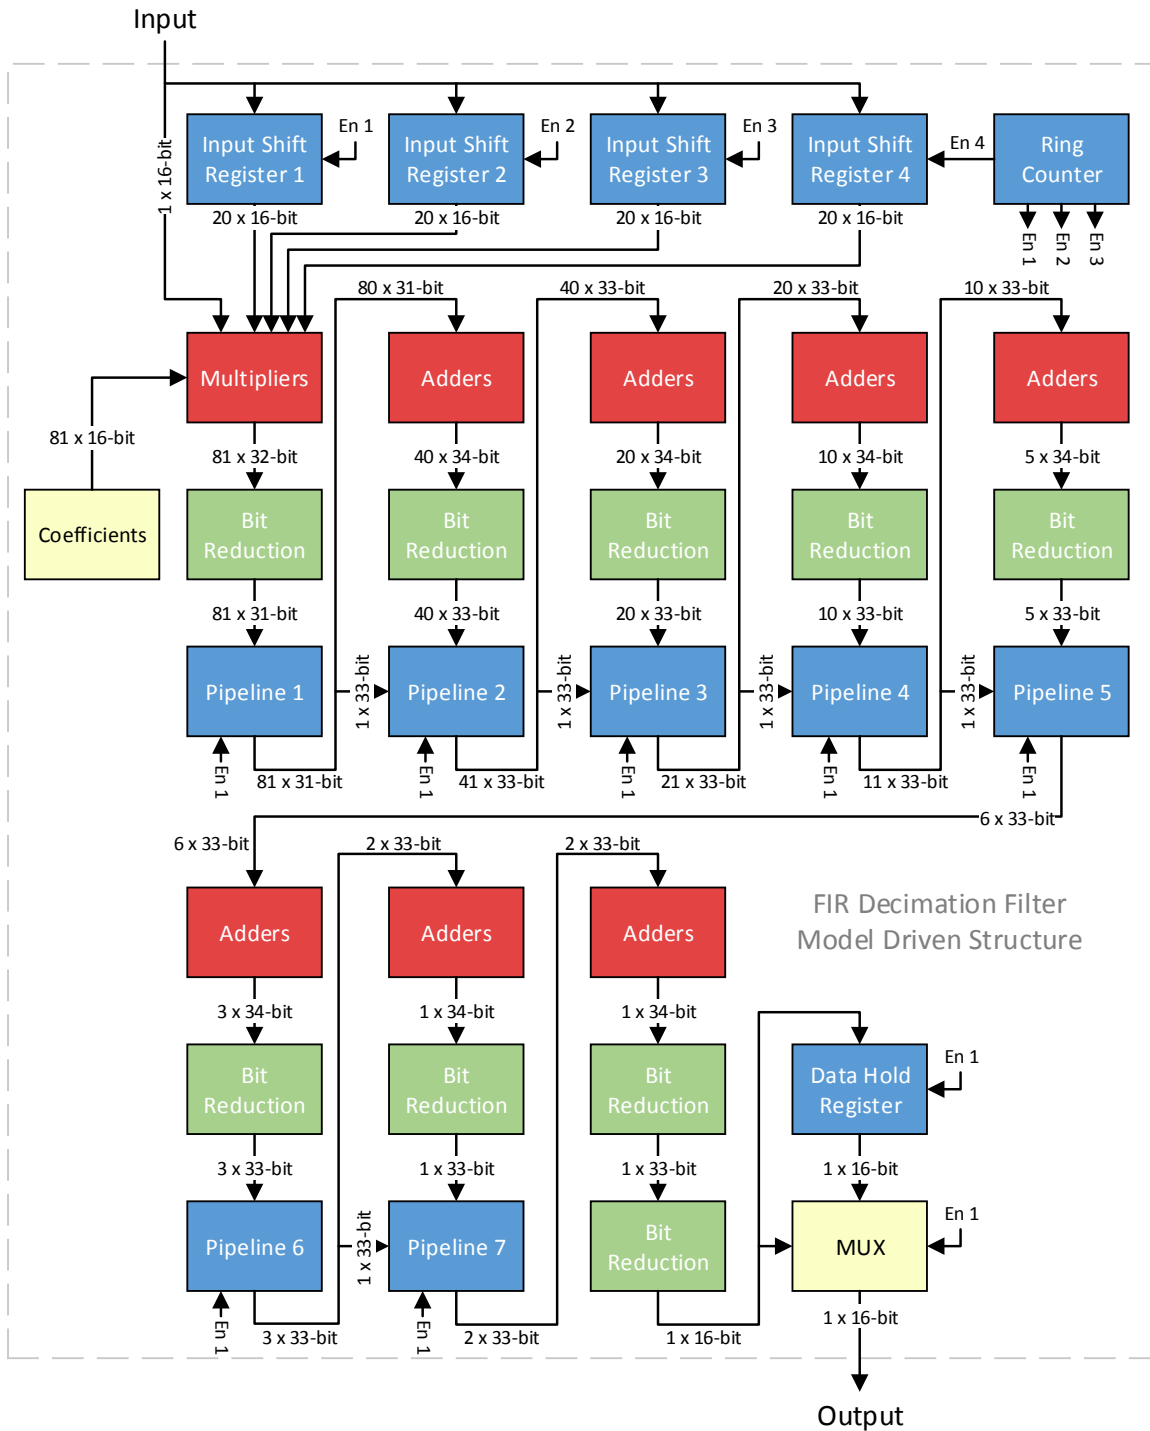 Input
1 x 16-bit
Input Shift
Register 1
En 1
Input Shift
Register 2
En 2
Input Shift
Register 3
En 3
Input Shift
Register 4
En 4
Ring
Counter
20 x 16-bit
20 x 16-bit
20 x 16-bit
20 x 16-bit
En 1
En 2
En 3
80 x 31-bit
40 x 33-bit
20 x 33-bit
10 x 33-bit
Multipliers
Adders
Adders
Adders
Adders
81 x 16-bit
81 x 32-bit
40 x 34-bit
20 x 34-bit
10 x 34-bit
5 x 34-bit
Coefficients
Bit
Reduction
Bit
Reduction
Bit
Reduction
Bit
Reduction
Bit
Reduction
81 x 31-bit
40 x 33-bit
20 x 33-bit
10 x 33-bit
5 x 33-bit
Pipeline 1
1 x 33-bit
Pipeline 2
1 x 33-bit
Pipeline 3
1 x 33-bit
Pipeline 4
1 x 33-bit
Pipeline 5
En 1
81 x 31-bit
En 1
41 x 33-bit
En 1
21 x 33-bit
En 1
11 x 33-bit
En 1
6 x 33-bit
6 x 33-bit
2 x 33-bit
2 x 33-bit
Adders
Adders
Adders
FIR Decimation Filter
Model Driven Structure
3 x 34-bit
1 x 34-bit
1 x 34-bit
Bit
Reduction
Bit
Reduction
Bit
Reduction
Data Hold
Register
En 1
3 x 33-bit
1 x 33-bit
1 x 33-bit
1 x 16-bit
Pipeline 6
1 x 33-bit
Pipeline 7
Bit
Reduction
MUX
En 1
En 1
3 x 33-bit
En 1
2 x 33-bit
1 x 16-bit
1 x 16-bit
Output